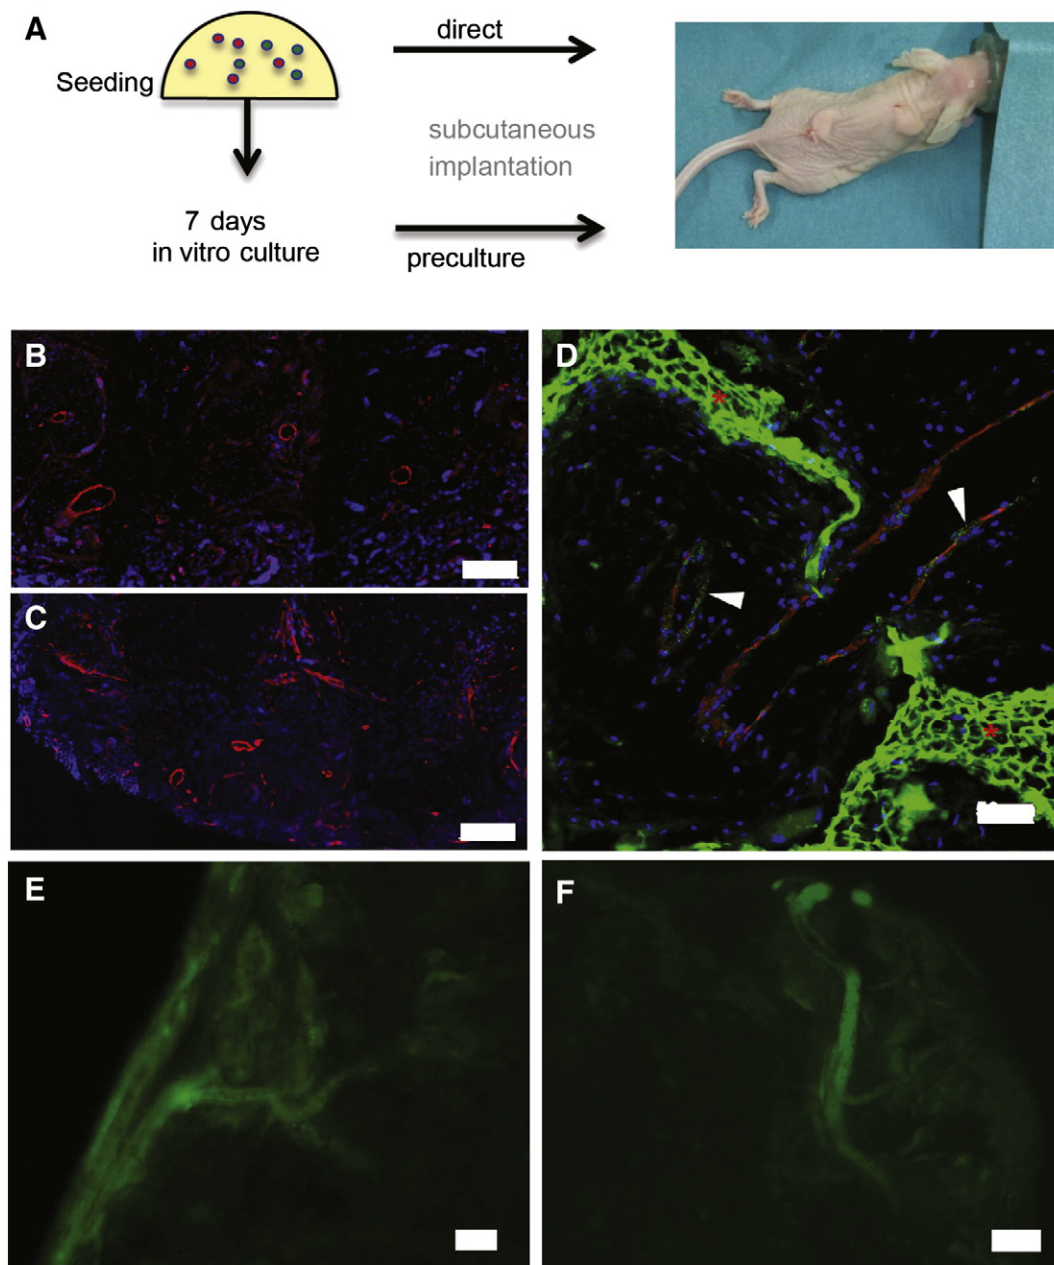 A
direct
Seeding
subcutaneous
implantation
7 days
in vitro culture
preculture
B
C
D
*
*
E
F